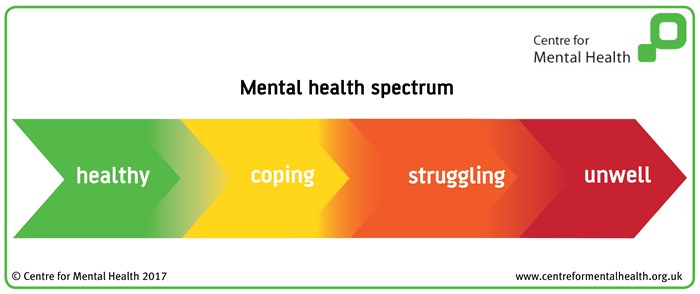 Centre for
Mental Health
Mental health spectrum
healthy
coping
struggling
unwell
© Centre for Mental Health 2017
www.centreformentalhealth.org.uk